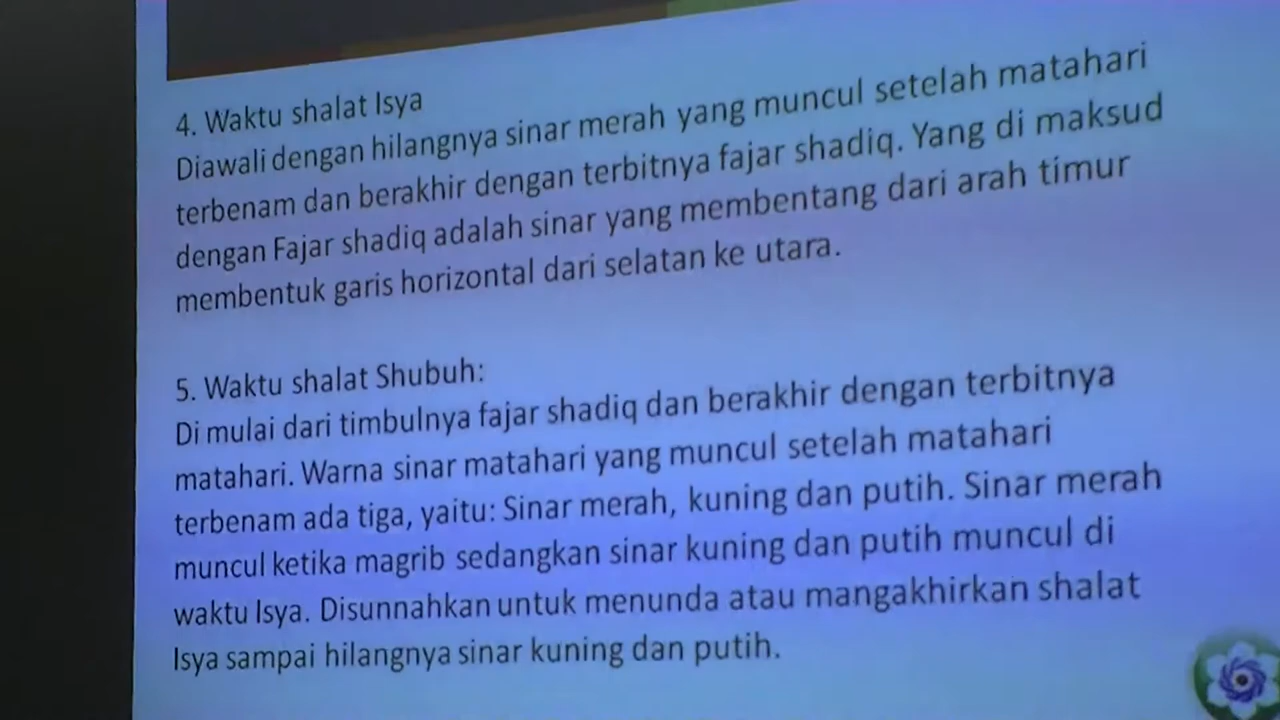 4. Waktu shalat Isya
Diawali dengan hilangnya sinar merah yang muncul setelah matahari
terbenam dan berakhir dengan terbitnya fajar shadiq. Yang di maksud
dengan Fajar shadiq adalah sinar yang membentang dari arah timur
membentuk garis horizontal dari selatan ke utara.
5. Waktu shalat Shubuh:
Di mulai dari timbulnya fajar shadiq dan berakhir dengan terbitnya
matahari. Warna sinar matahari yang muncul setelah matahari
terbenam ada tiga, yaitu: Sinar merah, kuning dan putih. Sinar merah
muncul ketika magrib sedangkan sinar kuning dan putih muncul di
waktu Isya. Disunnahkan untuk menunda atau mangakhirkan shalat
Isya sampai hilangnya sinar kuning dan putih.